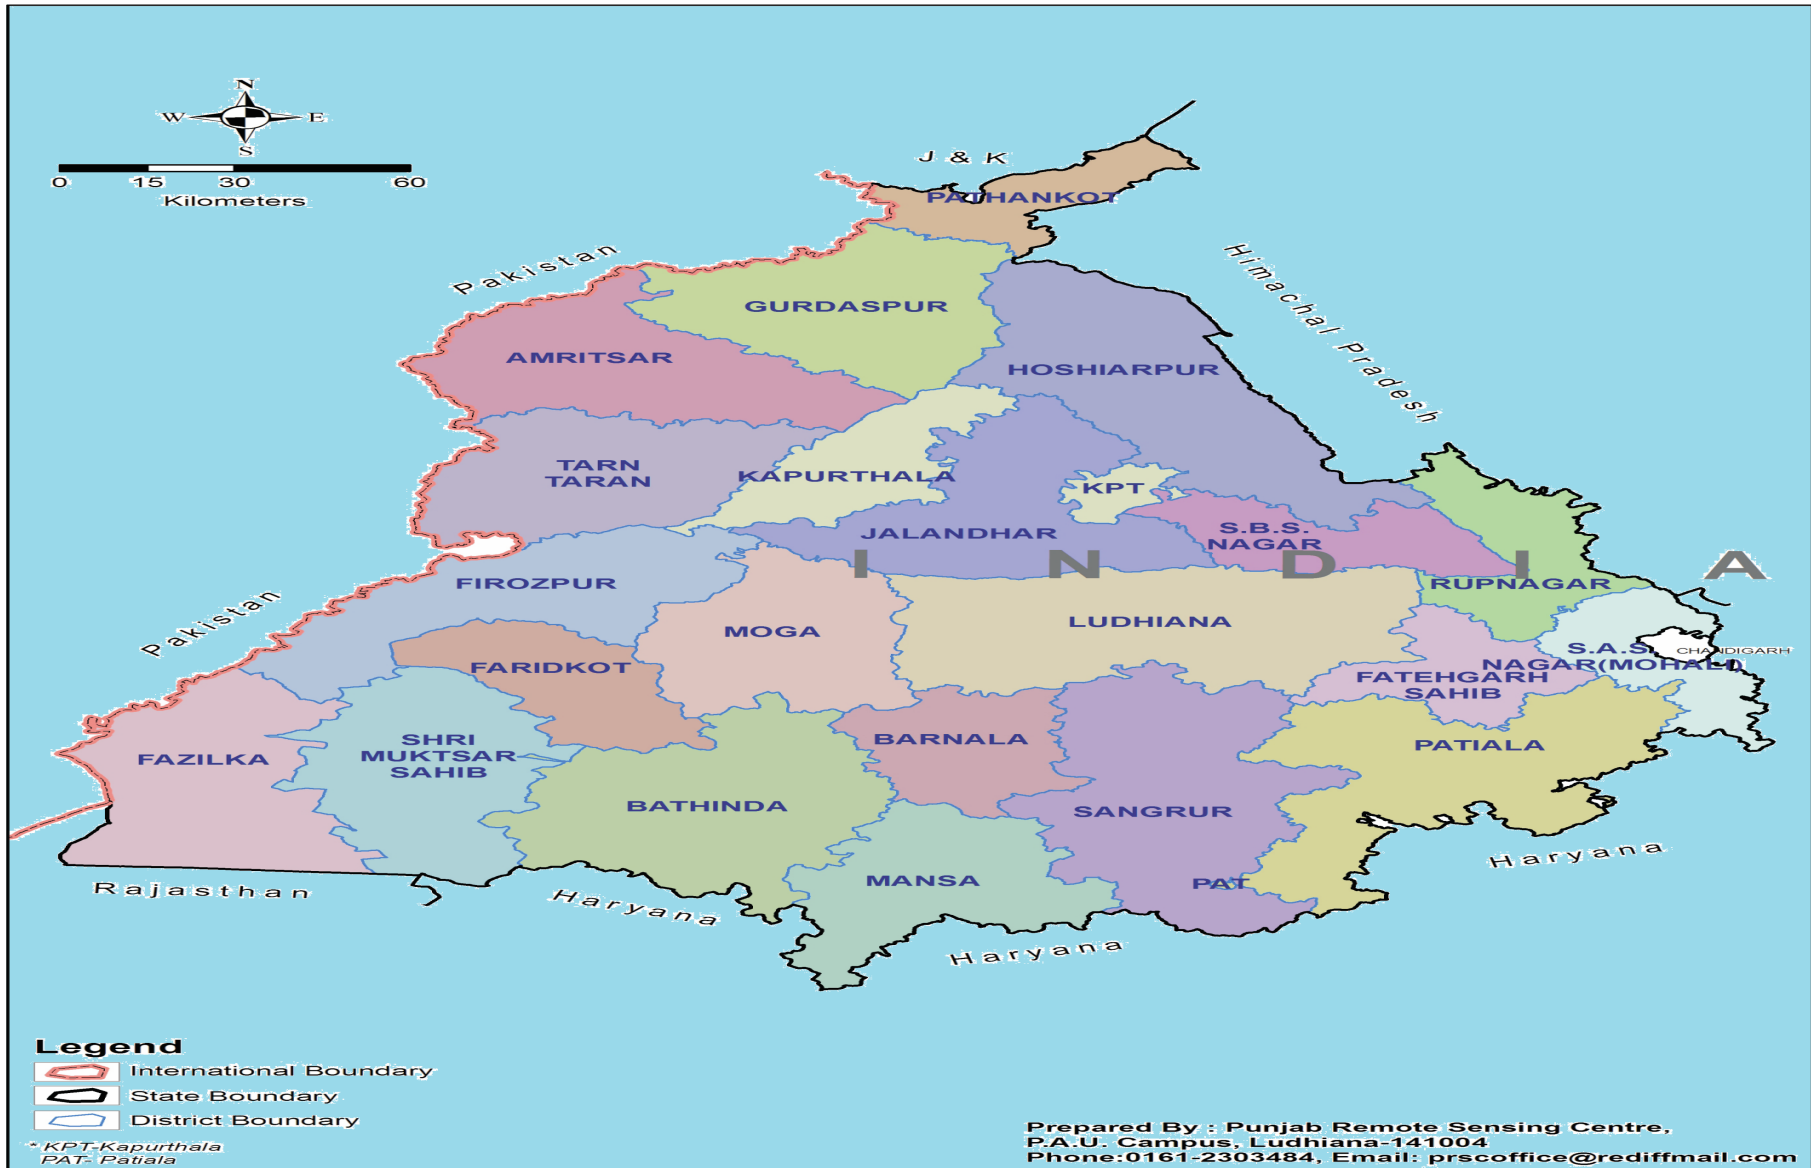 N
W E
S
0 15 30 60
Kilometers
J & K
PATHANKOT
Pakistan
Himachal Pradesh
GURDASPUR
AMRITSAR
HOSHIARPUR
TARN
TARAN
KAPURTHALA
KPT
JALANDHAR
S.B.S.
NAGAR
I N D I A
FIROZPUR
RUPNAGAR
Pakistan
MOGA
LUDHIANA
FARIDKOT
S.A.S.
NAGAR(MOHALI)
CHANDIGARH
FATEHGARH
SAHIB
FAZILKA
SHRI
MUKTSAR
SAHIB
BARNALA
PATIALA
BATHINDA
SANGRUR
MANSA
PAT
Rajasthan
Haryana
Haryana
Haryana
Legend
International Boundary
State Boundary
District Boundary
* KPT-Kapurthala
PAT- Patiala
Prepared By : Punjab Remote Sensing Centre,
P.A.U. Campus, Ludhiana-141004
Phone:0161-2303484, Email: prscoffice@rediffmail.com